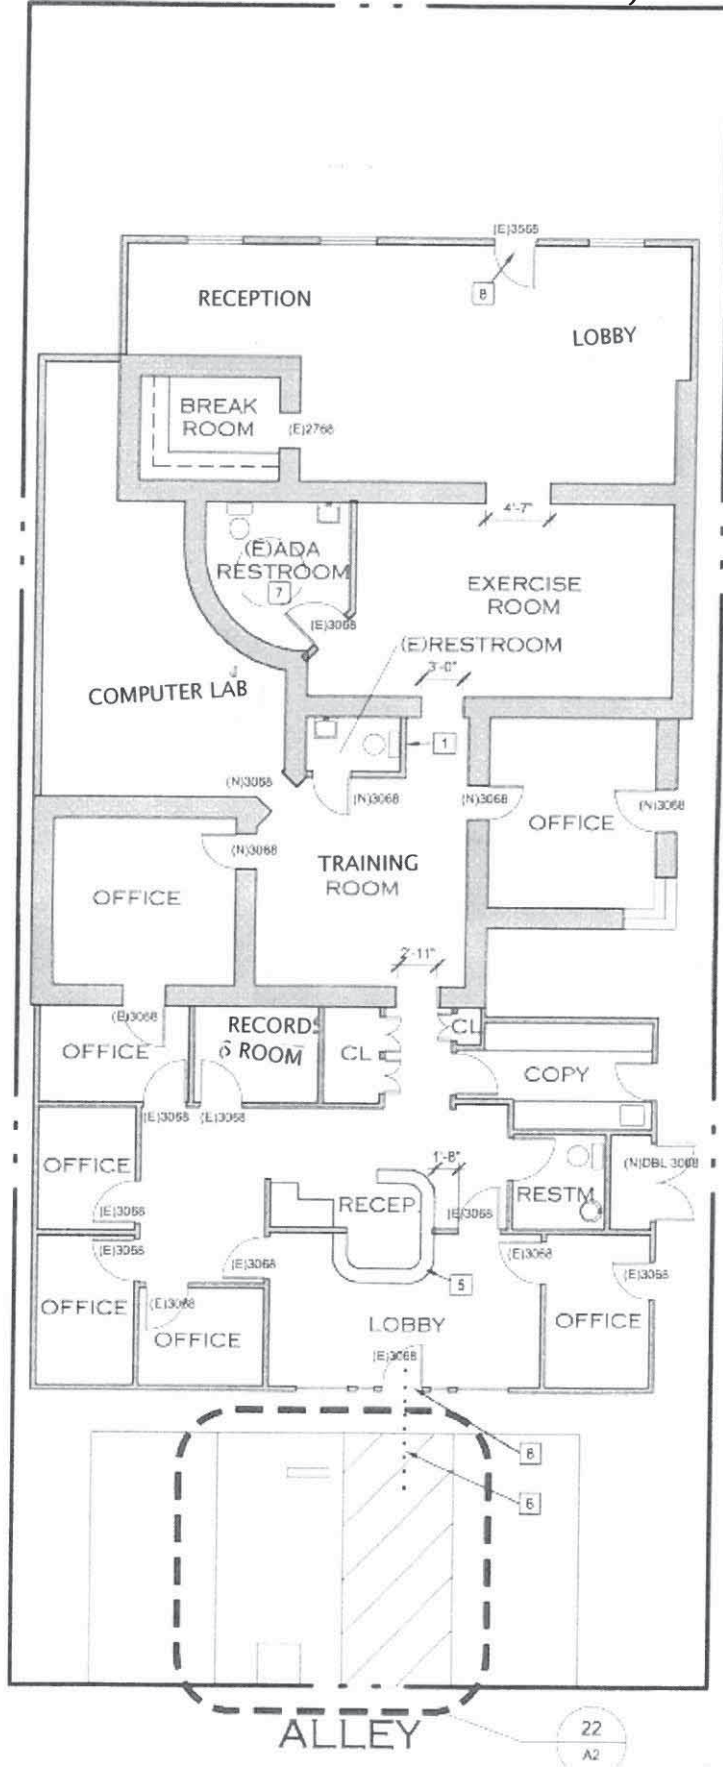 (E)3568
8
RECEPTION
LOBBY
BREAK
ROOM
(E)2768
4'-7"
(E)ADA
RESTROOM
7
EXERCISE
ROOM
(E)3068
(E)RESTROOM
3'-0"
COMPUTER LAB
1
(N)3068
(N)3068
(N)3068
(N)3068
OFFICE
(N)3068
TRAINING
ROOM
OFFICE
2'-11"
(E)3068
OFFICE
RECORDS
ROOM
CL
CL
COPY
(E)3068
(E)3068
OFFICE
1'-8"
(N)DBL 3068
RECEP.
RESTM
(E)3068
(E)3068
(E)3068
(E)3068
(E)3068
(E)3068
5
OFFICE
(E)3068
OFFICE
LOBBY
OFFICE
(E)3068
8
6
ALLEY
22
A2